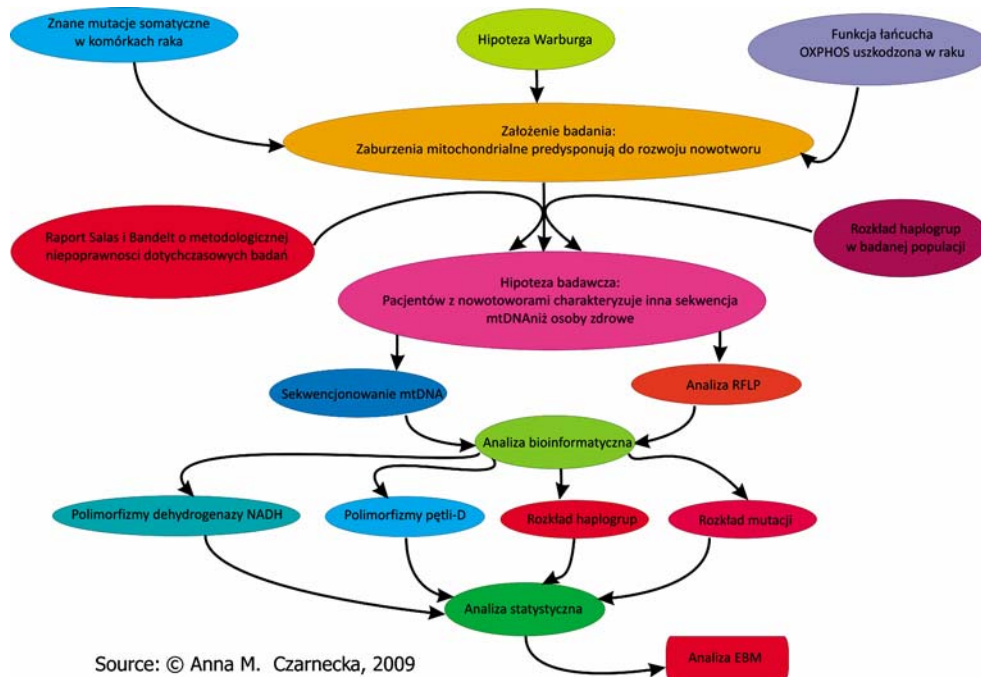 Znane mutacje somatyczne
w komórkach raka
Hipoteza Warburga
Funkcja łańcucha
OXPHOS uszkodzona w raku
Założenie badania:
Zaburzenia mitochondrialne predysponują do rozwoju nowotworu
Raport Salas i Bandelt o metodologicznej
niepoprawnosci dotychczasowych badań
Rozkład haplogrup
w badanej populacji
Hipoteza badawcza:
Pacjentów z nowotoworami charakteryzuje inna sekwencja
mtDNAniż osoby zdrowe
Sekwencjonowanie mtDNA
Analiza RFLP
Analiza bioinformatyczna
Polimorfizmy dehydrogenazy NADH
Polimorfizmy pętli-D
Rozkład haplogrup
Rozkład mutacji
Analiza statystyczna
Analiza EBM
Source: © Anna M. Czarnecka, 2009